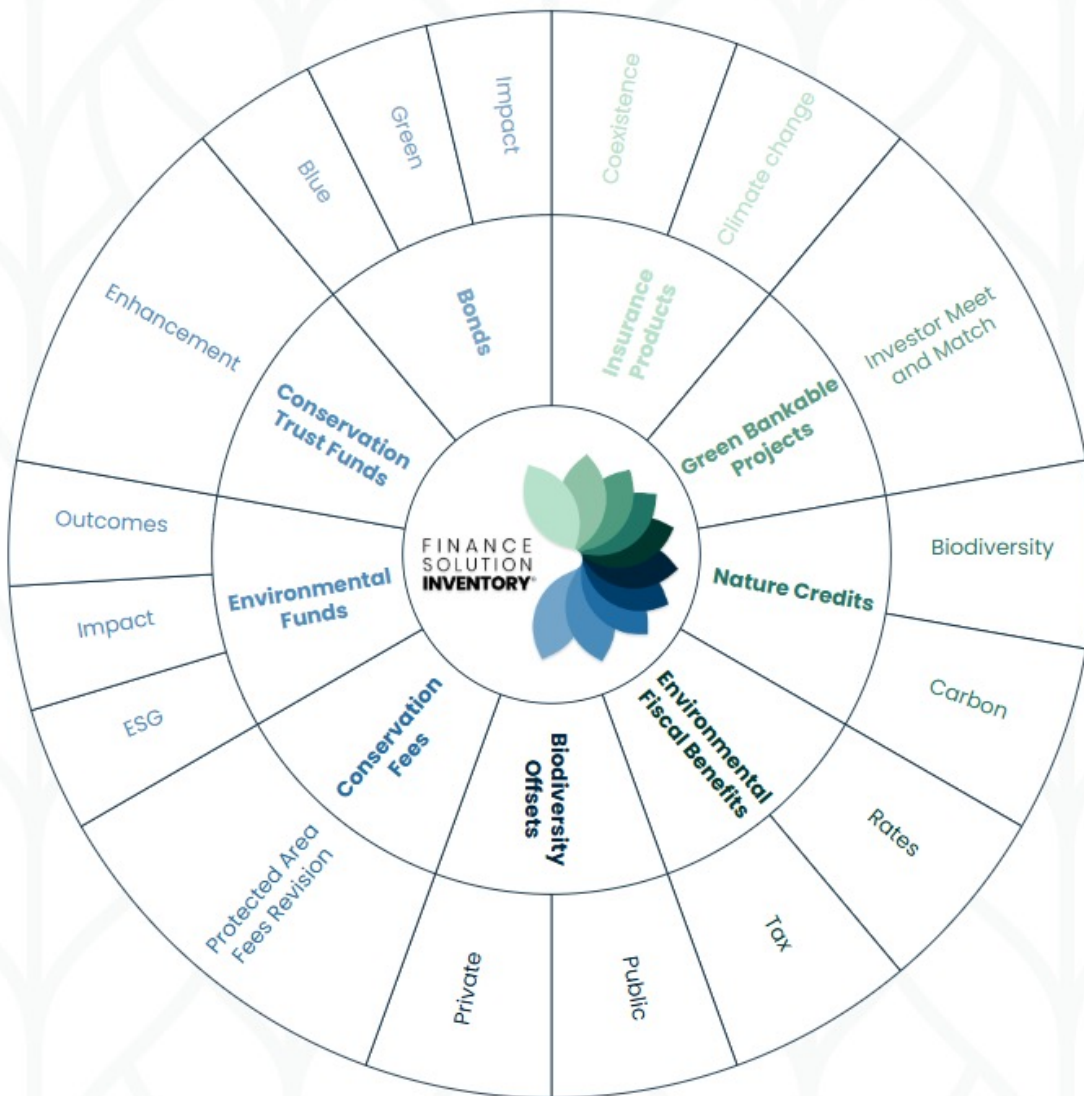 FINANCE
SOLUTION
INVENTORY®
Insurance
Products
Coexistence
Climate change
Green Bankable
Projects
Investor Meet
and Match
Nature Credits
Biodiversity
Carbon
Environmental
Fiscal Benefits
Rates
Tax
Biodiversity
Offsets
Public
Private
Conservation
Fees
Protected Area
Fees Revision
Environmental
Funds
ESG
Impact
Outcomes
Conservation
Trust Funds
Enhancement
Bonds
Blue
Green
Impact